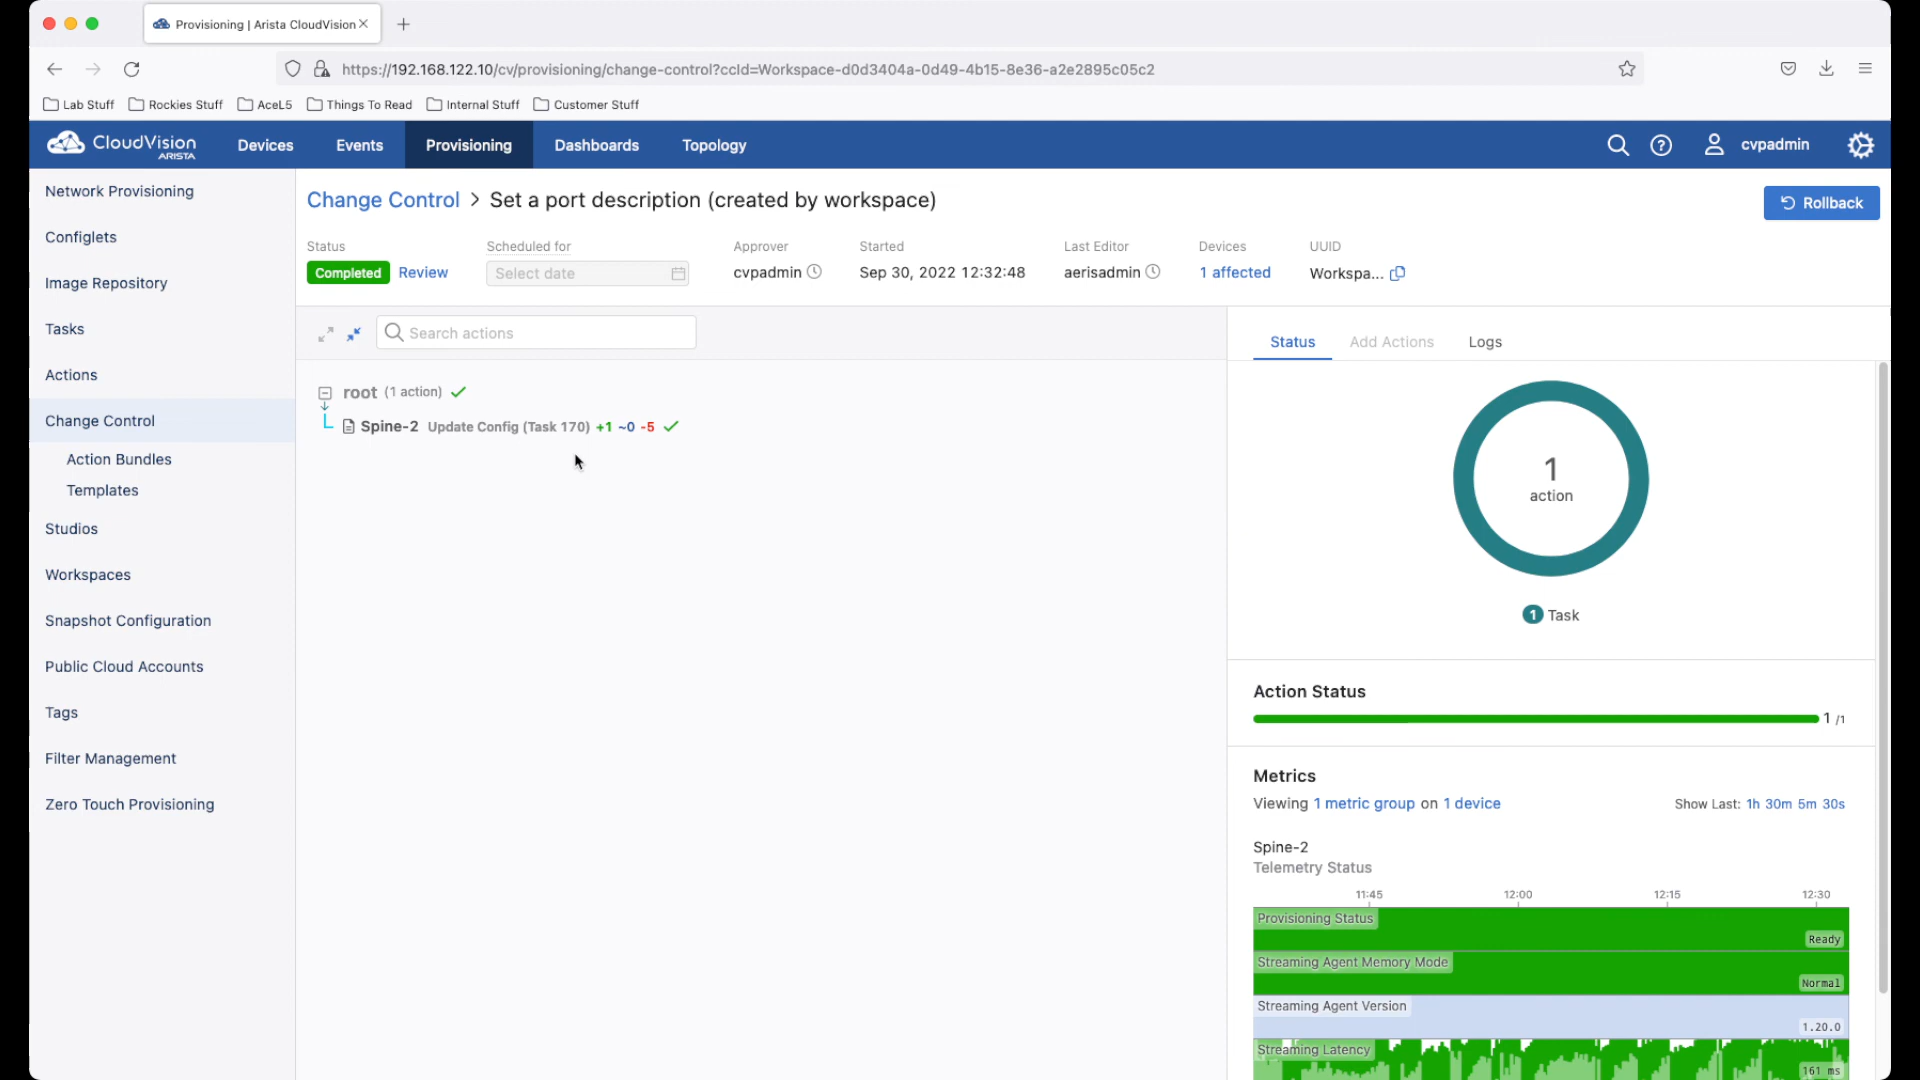 Provisioning | Arista CloudVision
https://192.168.122.10/cv/provisioning/change-control?ccId=Workspace-d0d3404a-0d49-4b15-8e36-a2e2895c05c2
Lab Stuff Rockies Stuff AceL5 Things To Read Internal Stuff Customer Stuff
CloudVision
ARISTA
Devices Events Provisioning Dashboards Topology cvpadmin
Network Provisioning
Configlets
Image Repository
Tasks
Actions
Change Control
Action Bundles
Templates
Studios
Workspaces
Snapshot Configuration
Public Cloud Accounts
Tags
Filter Management
Zero Touch Provisioning
Change Control > Set a port description (created by workspace)
Rollback
Status Scheduled for Approver Started Last Editor Devices UUID
Completed Review Select date cvpadmin Sep 30, 2022 12:32:48 aerisadmin 1 affected Workspa...
Search actions
root (1 action)
Spine-2 Update Config (Task 170) +1 ~0 -5
Status Add Actions Logs
1
action
1 Task
Action Status
1 /1
Metrics
Viewing 1 metric group on 1 device
Show Last: 1h 30m 5m 30s
Spine-2
Telemetry Status
11:45 12:00 12:15 12:30
Provisioning Status
Ready
Streaming Agent Memory Mode
Normal
Streaming Agent Version
1.20.0
Streaming Latency
161 ms